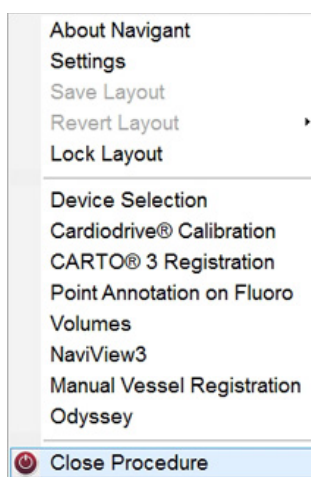 About Navigant
Settings
Save Layout
Revert Layout
Lock Layout
Device Selection
Cardiodrive® Calibration
CARTO® 3 Registration
Point Annotation on Fluoro
Volumes
NaviView3
Manual Vessel Registration
Odyssey
Close Procedure